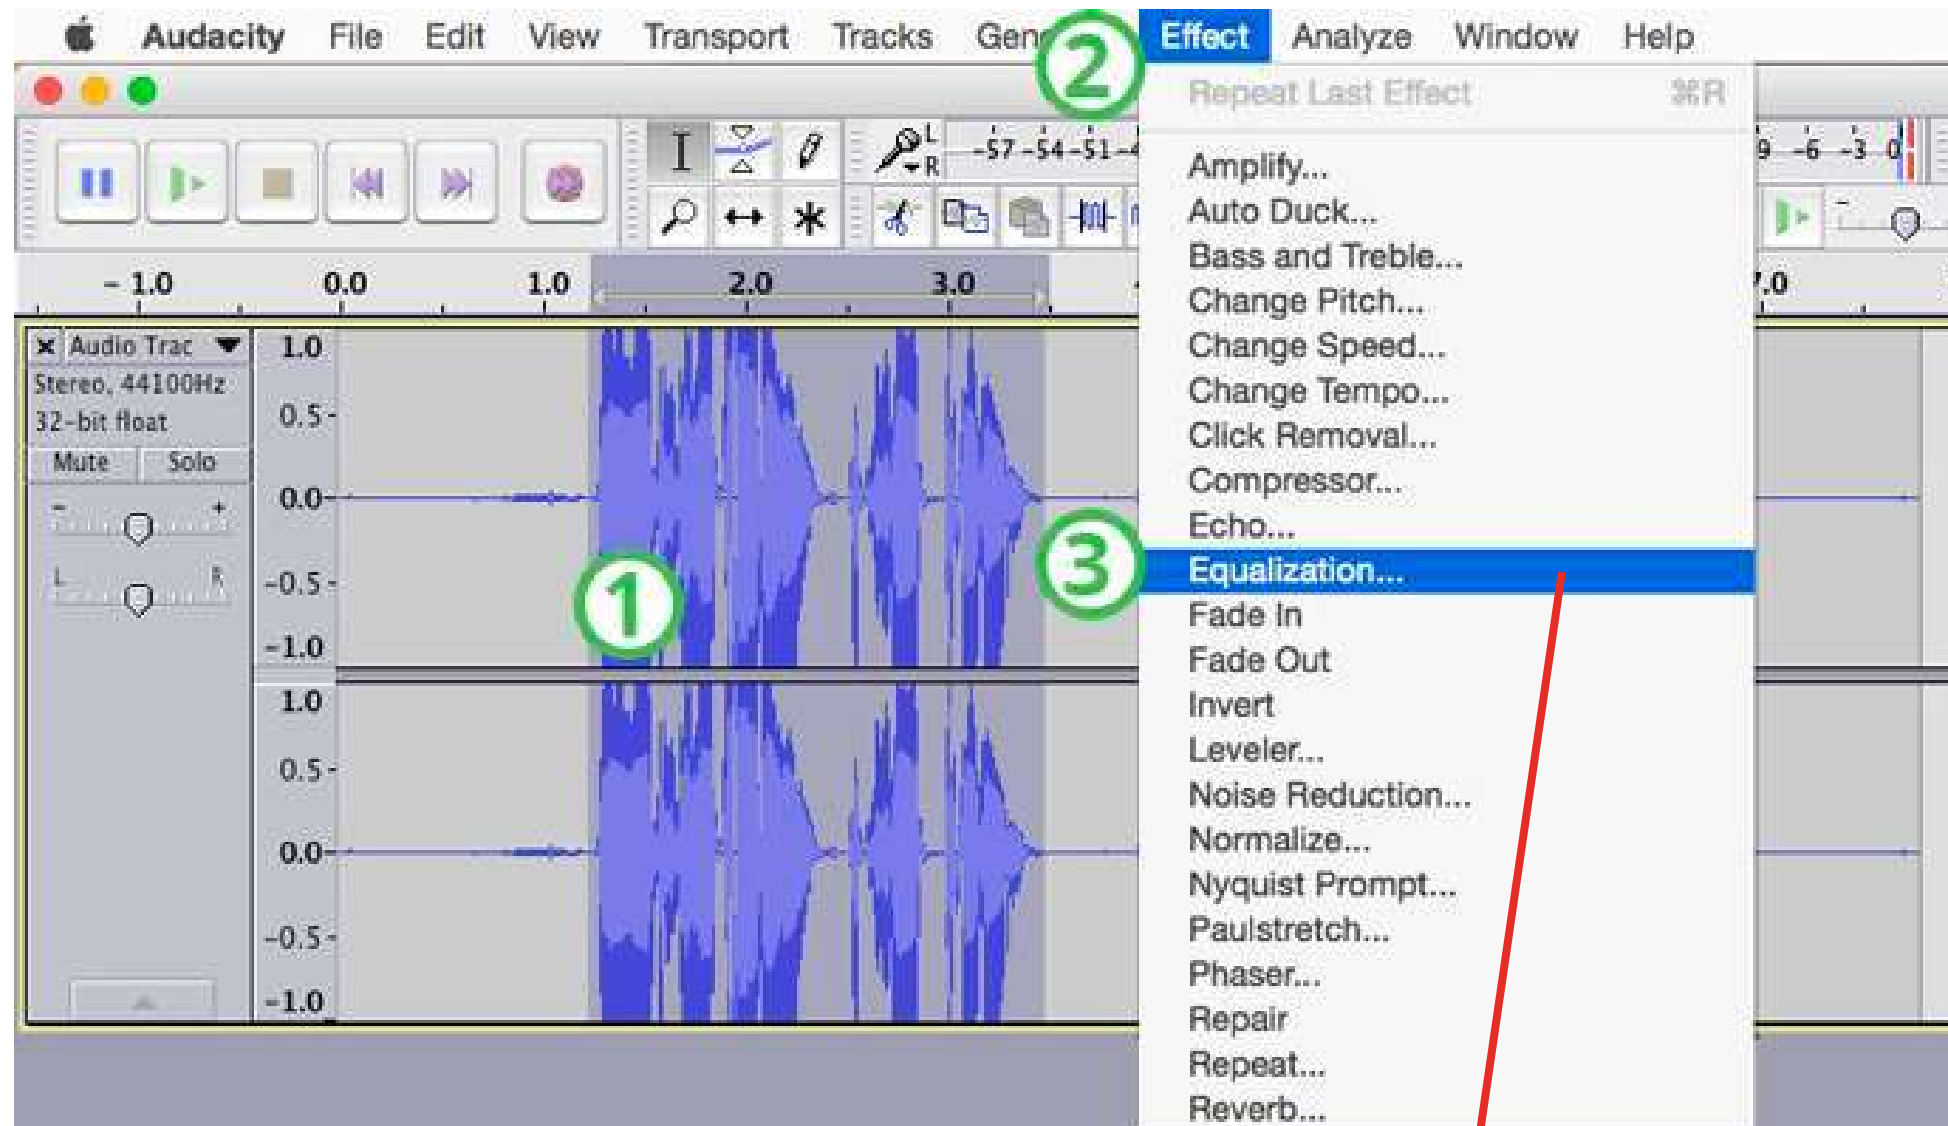 Audacity File Edit View Transport Tracks Gen Effect Analyze Window Help
2
Repeat Last Effect ⌘R
L
R
-57 -54 -51 -4
9 -6 -3 0
- 1.0 0.0 1.0 2.0 3.0 7.0
Audio Trac
Stereo, 44100Hz
32-bit float
Mute Solo
- +
L R
1.0
0.5
0.0
-0.5
-1.0
1.0
0.5
0.0
-0.5
-1.0
1
Amplify...
Auto Duck...
Bass and Treble...
Change Pitch...
Change Speed...
Change Tempo...
Click Removal...
Compressor...
Echo...
3
Equalization...
Fade In
Fade Out
Invert
Leveler...
Noise Reduction...
Normalize...
Nyquist Prompt...
Paulstretch...
Phaser...
Repair
Repeat...
Reverb...